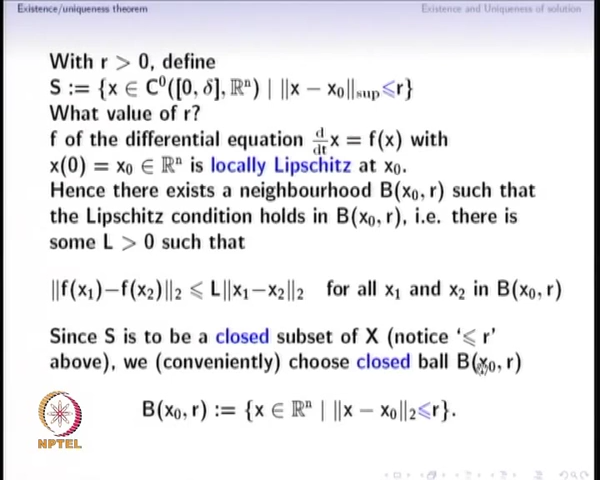 Existence/uniqueness theorem
Existence and Uniqueness of solution
With r > 0, define
S := {x ∈ C⁰([0, δ], ℝⁿ) | ‖x − x₀‖sup ⩽ r}
What value of r?
f of the differential equation d/dt x = f(x) with
x(0) = x₀ ∈ ℝⁿ is locally Lipschitz at x₀.
Hence there exists a neighbourhood B(x₀, r) such that
the Lipschitz condition holds in B(x₀, r), i.e. there is
some L > 0 such that
‖f(x₁)−f(x₂)‖₂ ⩽ L‖x₁−x₂‖₂ for all x₁ and x₂ in B(x₀, r)
Since S is to be a closed subset of X (notice ‘⩽ r’
above), we (conveniently) choose closed ball B(x₀, r)
B(x₀, r) := {x ∈ ℝⁿ | ‖x − x₀‖₂⩽r}.
NPTEL